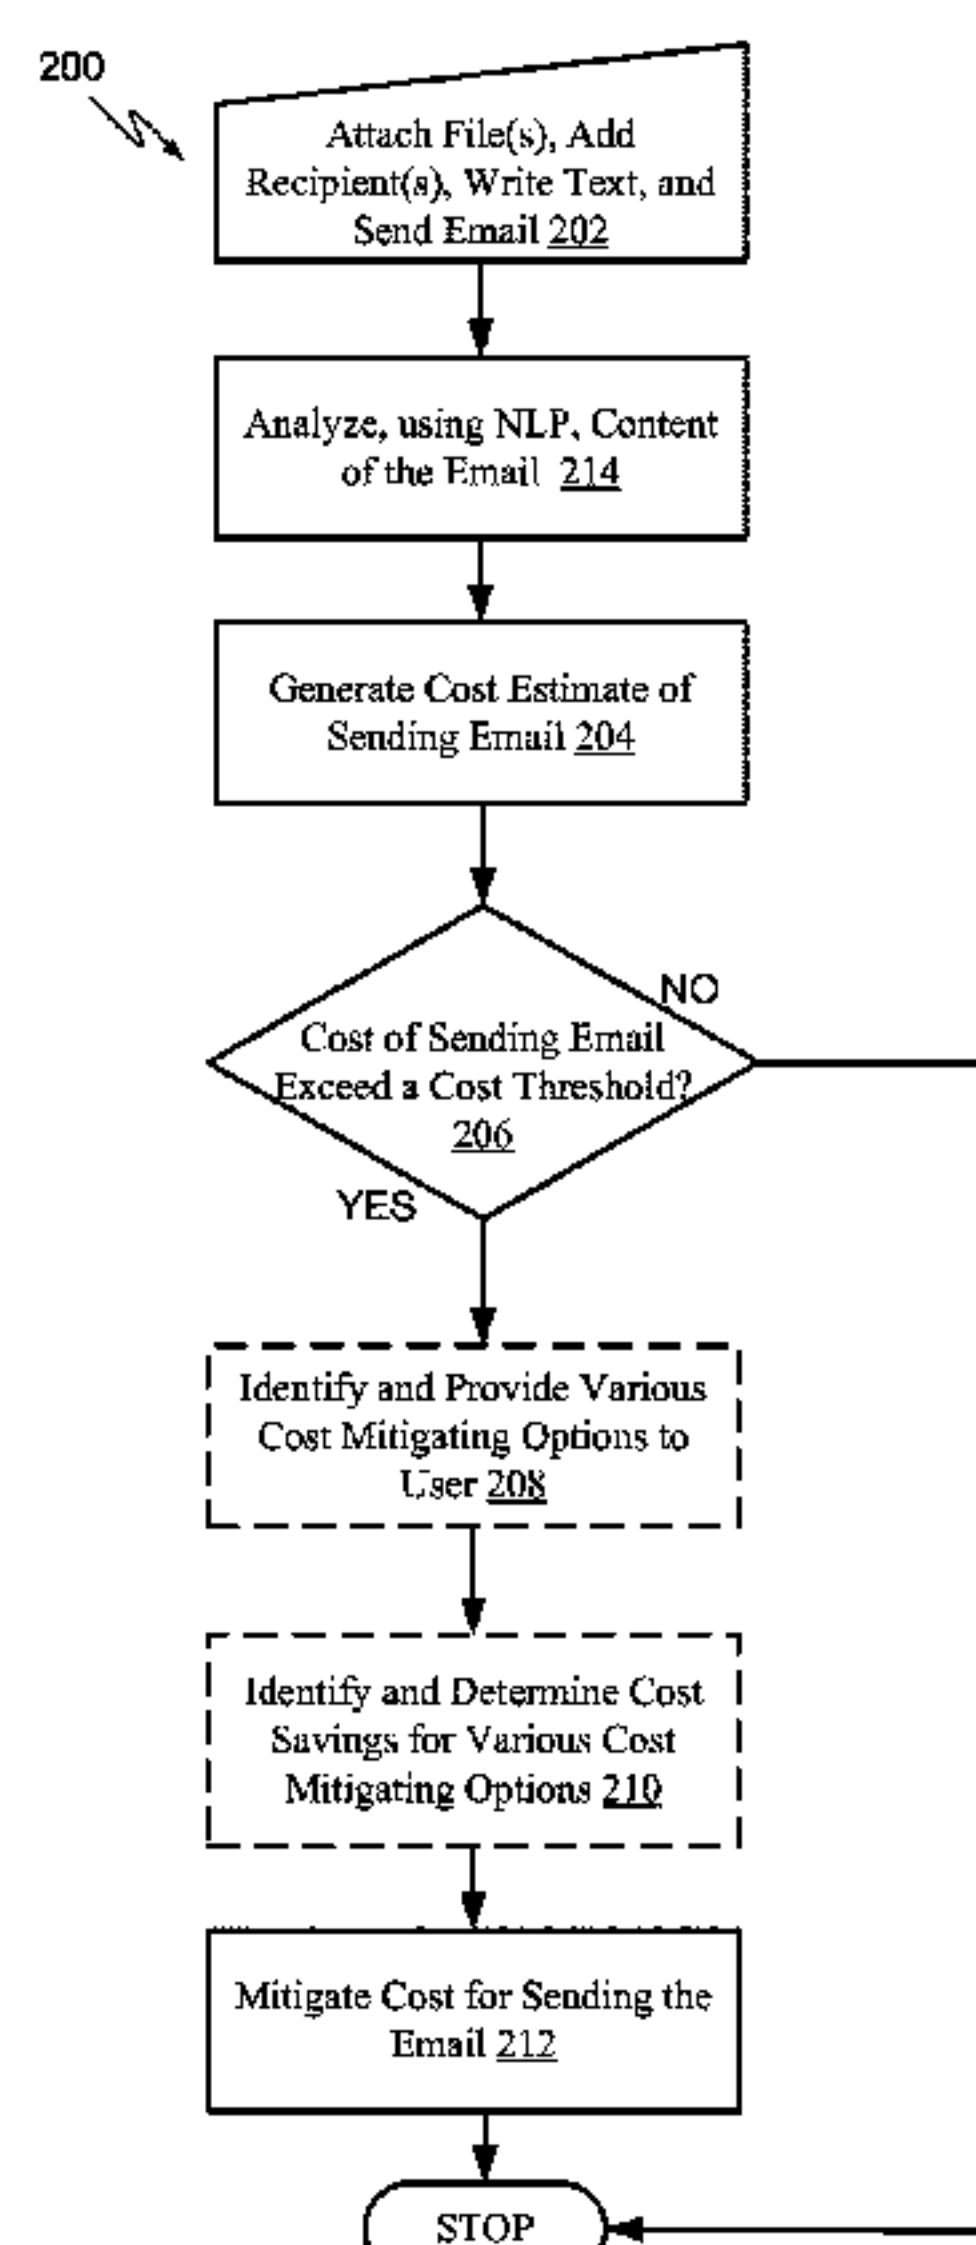 200
Attach File(s), Add
Recipient(s), Write Text, and
Send Email 202
Analyze, using NLP, Content
of the Email 214
Generate Cost Estimate of
Sending Email 204
NO
Cost of Sending Email
Exceed a Cost Threshold?
206
YES
Identify and Provide Various
Cost Mitigating Options to
User 208
Identify and Determine Cost
Savings for Various Cost
Mitigating Options 210
Mitigate Cost for Sending the
Email 212
STOP